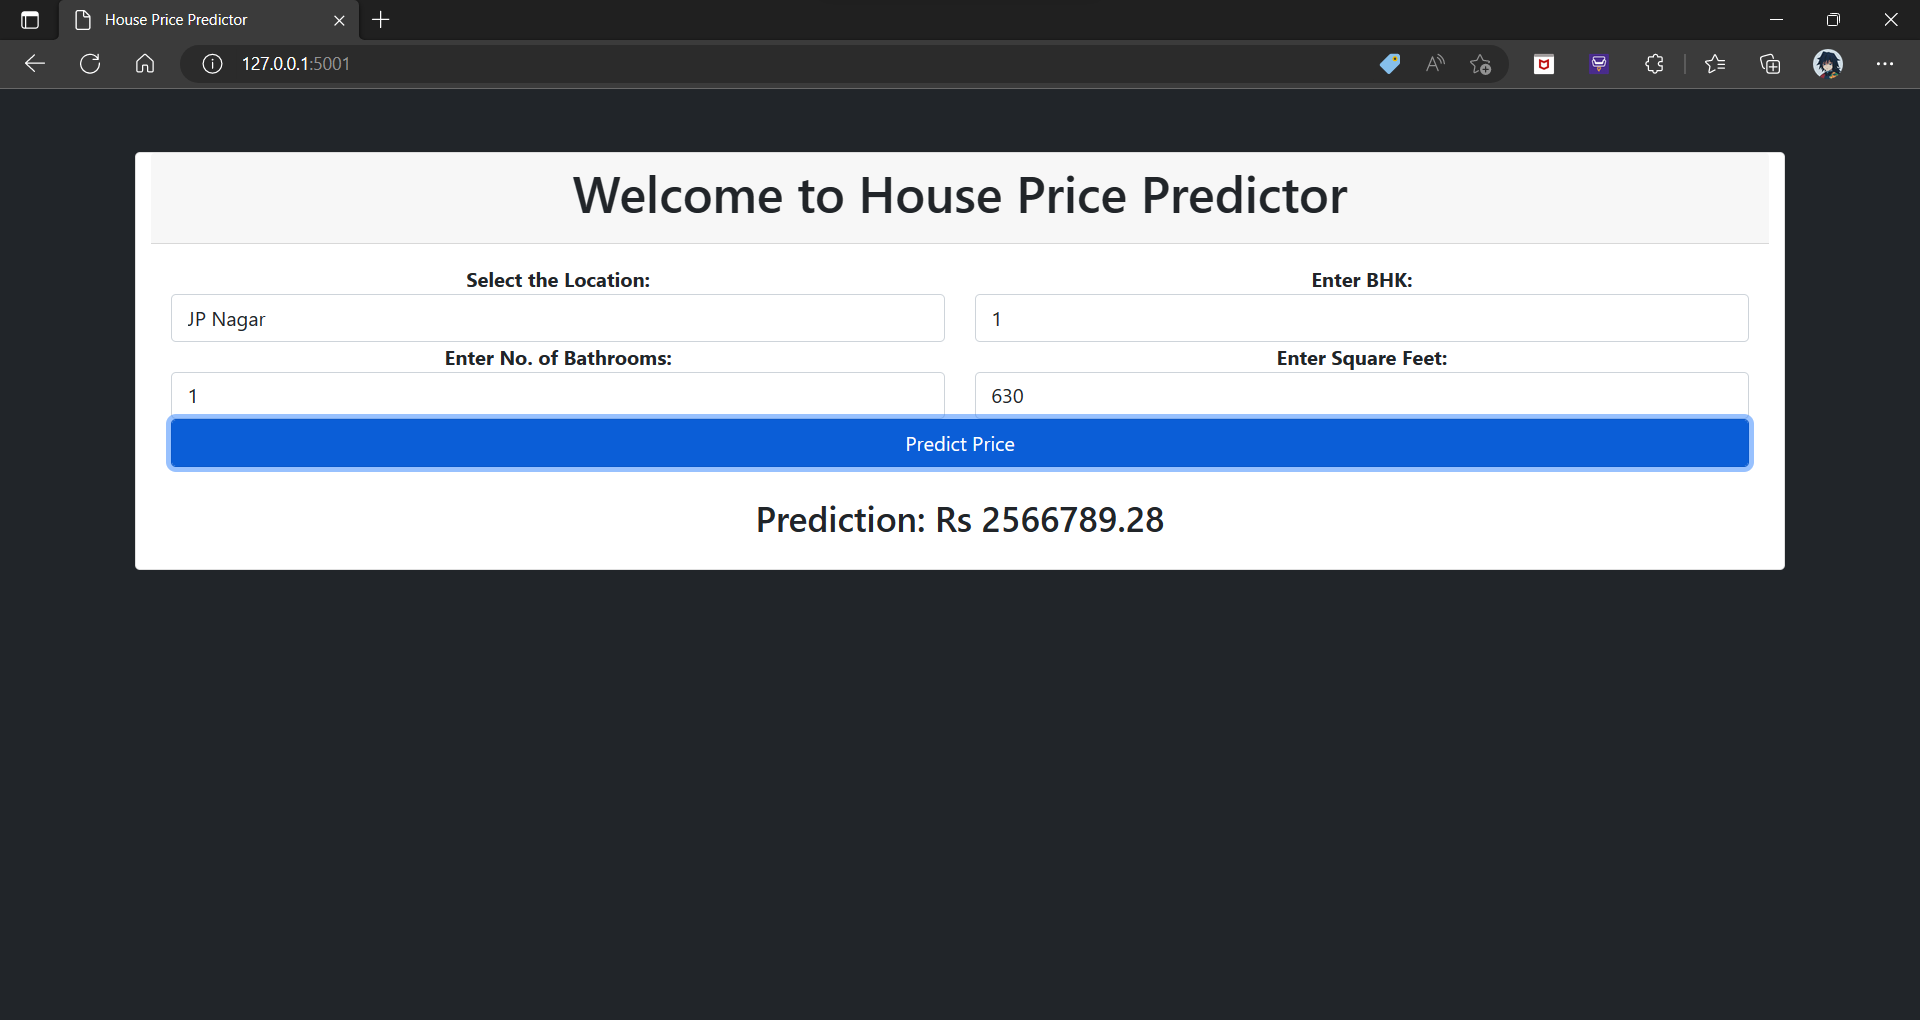 House Price Predictor
127.0.0.1:5001
Welcome to House Price Predictor
Select the Location:
Enter BHK:
JP Nagar
1
Enter No. of Bathrooms:
Enter Square Feet:
1
630
Predict Price
Prediction: Rs 2566789.28